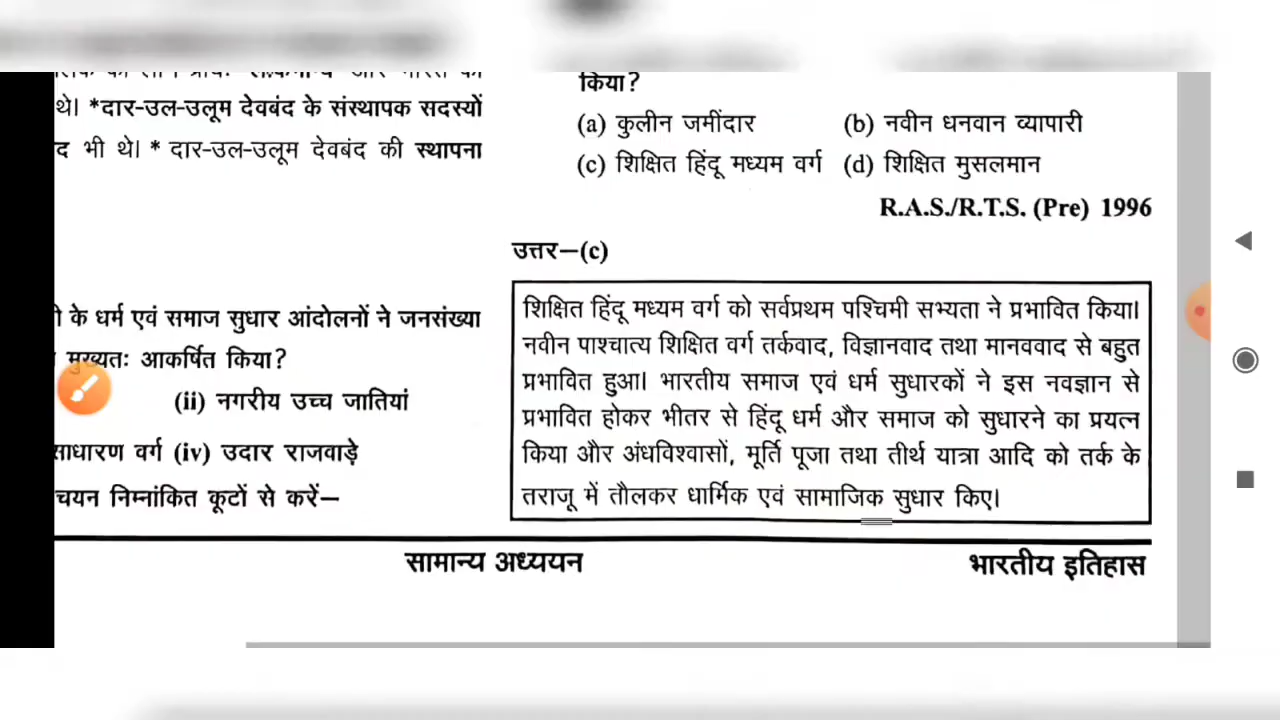 थे। *दार-उल-उलूम देवबंद के संस्थापक सदस्यों
भी थे। * दार-उल-उलूम देवबंद की स्थापना
के धर्म एवं समाज सुधार आंदोलनों ने जनसंख्या
मुख्यतः आकर्षित किया?
(ii) नगरीय उच्च जातियां
साधारण वर्ग (iv) उदार राजवाड़े
चयन निम्नांकित कूटों से करें—
किया?
(a) कुलीन जमींदार (b) नवीन धनवान व्यापारी
(c) शिक्षित हिंदू मध्यम वर्ग (d) शिक्षित मुसलमान
R.A.S./R.T.S. (Pre) 1996
उत्तर—(c)
शिक्षित हिंदू मध्यम वर्ग को सर्वप्रथम पश्चिमी सभ्यता ने प्रभावित किया।
नवीन पाश्चात्य शिक्षित वर्ग तर्कवाद, विज्ञानवाद तथा मानववाद से बहुत
प्रभावित हुआ। भारतीय समाज एवं धर्म सुधारकों ने इस नवज्ञान से
प्रभावित होकर भीतर से हिंदू धर्म और समाज को सुधारने का प्रयत्न
किया और अंधविश्वासों, मूर्ति पूजा तथा तीर्थ यात्रा आदि को तर्क के
तराजू में तौलकर धार्मिक एवं सामाजिक सुधार किए।
सामान्य अध्ययन भारतीय इतिहास